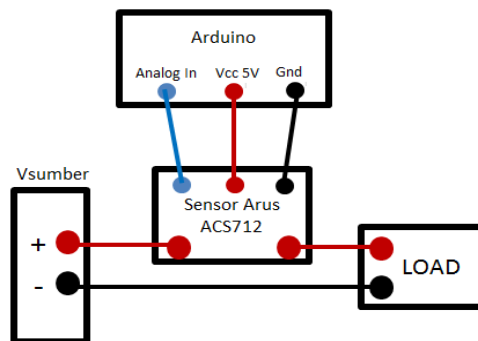 Arduino
Analog In Vcc 5V Gnd
Vsumber
Sensor Arus
ACS712
+
-
LOAD